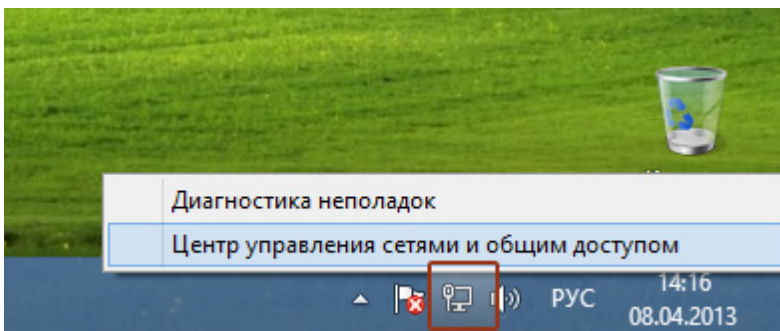 Диагностика неполадок
Центр управления сетями и общим доступом
РУС
14:16
08.04.2013